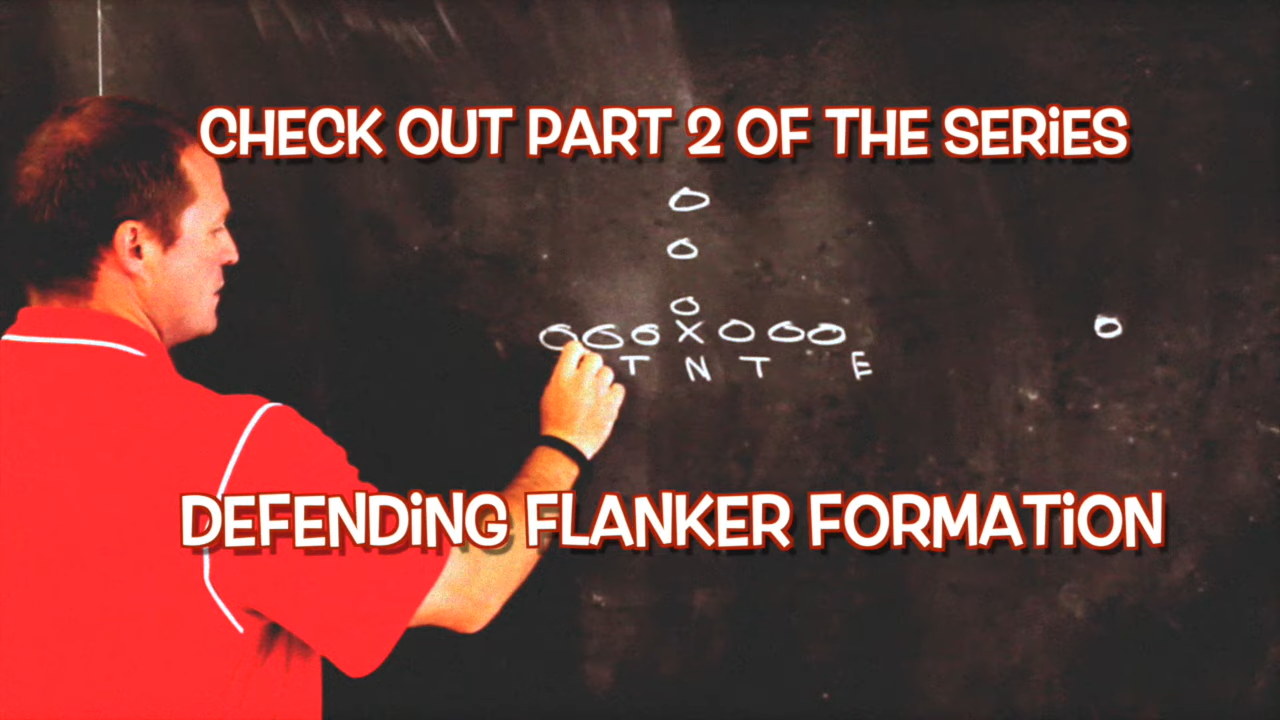 CHECK OUT PART 2 OF THE SERIES
O
O
O
O O O X O O O O
T N T E
DEFENDING FLANKER FORMATION